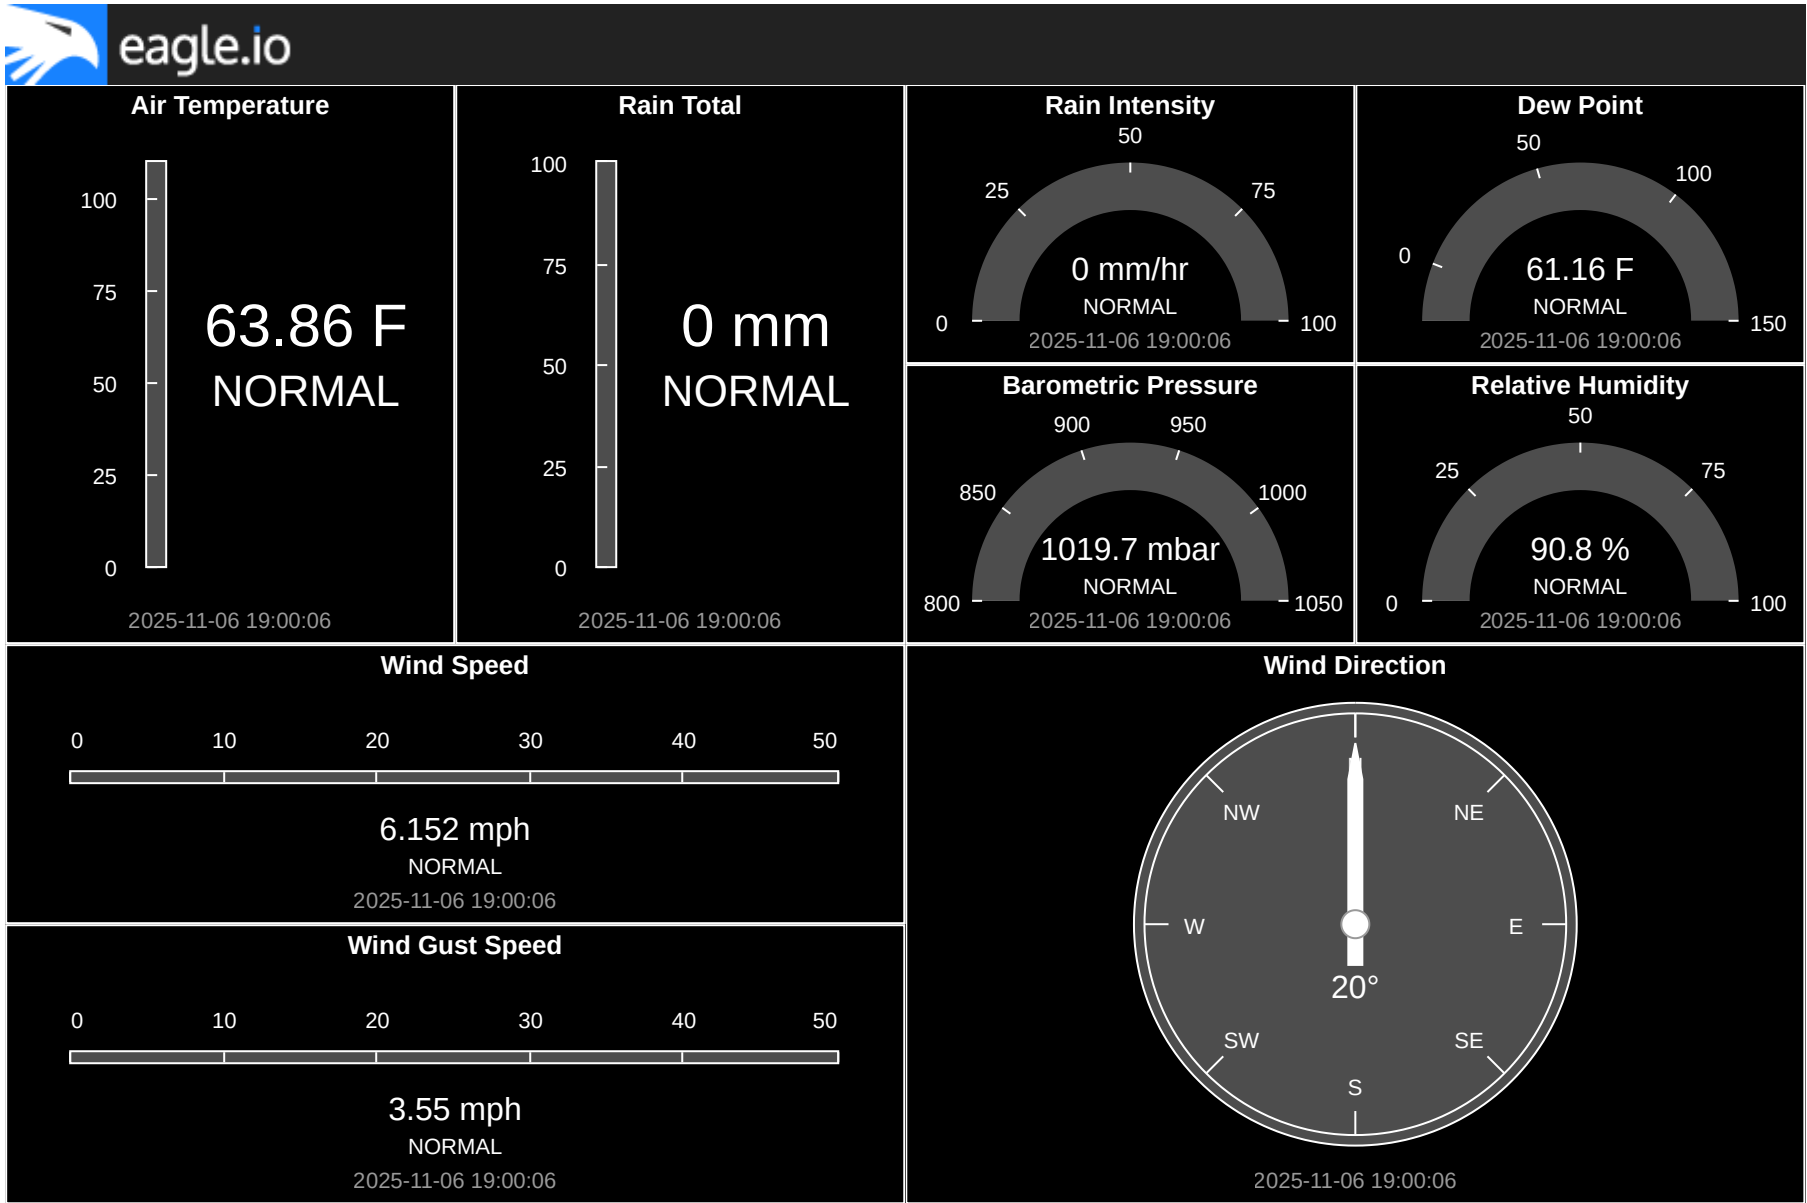 eagle.io
Air Temperature
100
75
50
25
0
63.86 F
NORMAL
2025-11-06 19:00:06
Rain Total
100
75
50
25
0
0 mm
NORMAL
2025-11-06 19:00:06
Rain Intensity
50
25
75
0
100
0 mm/hr
NORMAL
2025-11-06 19:00:06
Dew Point
50
100
0
150
61.16 F
NORMAL
2025-11-06 19:00:06
Barometric Pressure
900
950
850
1000
800
1050
1019.7 mbar
NORMAL
2025-11-06 19:00:06
Relative Humidity
50
25
75
0
100
90.8 %
NORMAL
2025-11-06 19:00:06
Wind Speed
0 10 20 30 40 50
6.152 mph
NORMAL
2025-11-06 19:00:06
Wind Gust Speed
0 10 20 30 40 50
3.55 mph
NORMAL
2025-11-06 19:00:06
Wind Direction
NW NE
W E
20°
SW SE
S
2025-11-06 19:00:06